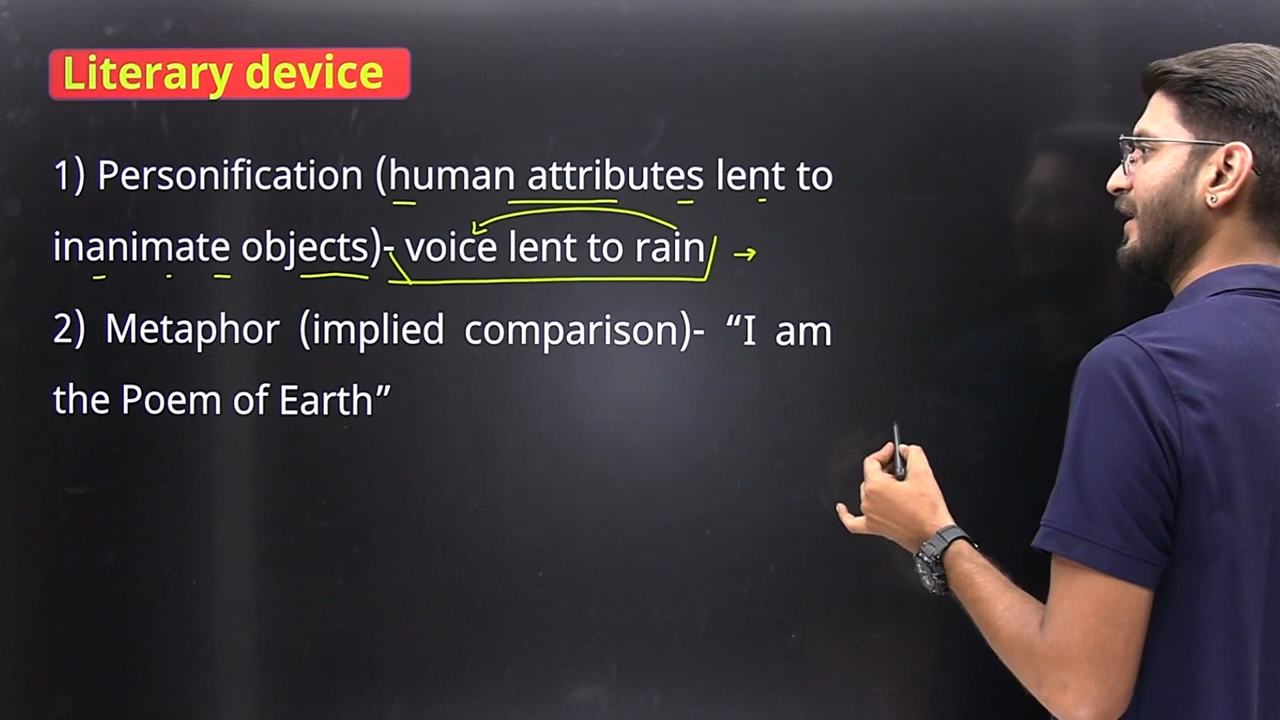 Literary device
1) Personification (human attributes lent to
inanimate objects)- voice lent to rain
2) Metaphor (implied comparison)- “I am
the Poem of Earth”